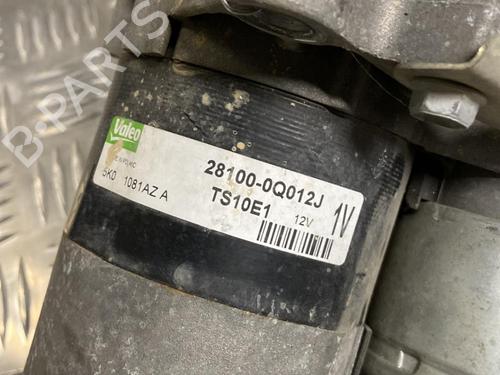 B-PARTS
Valeo
28100-0Q012J
5K0 1081AZ A
TS10E1
12V
1V